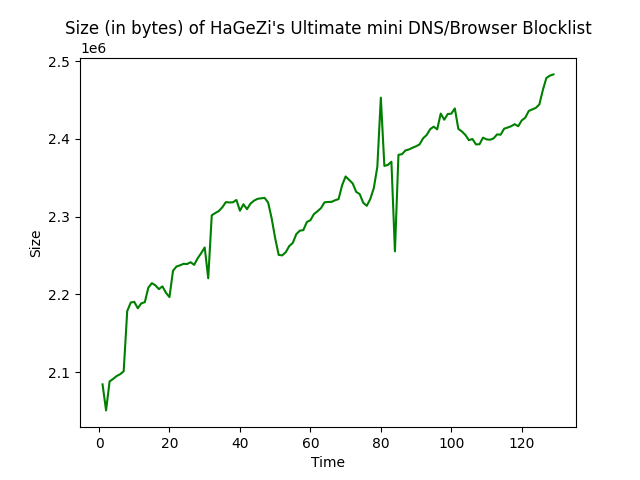 Size (in bytes) of HaGeZi's Ultimate mini DNS/Browser Blocklist
1e6
2.5
2.4
2.3
2.2
2.1
Size
0 20 40 60 80 100 120
Time